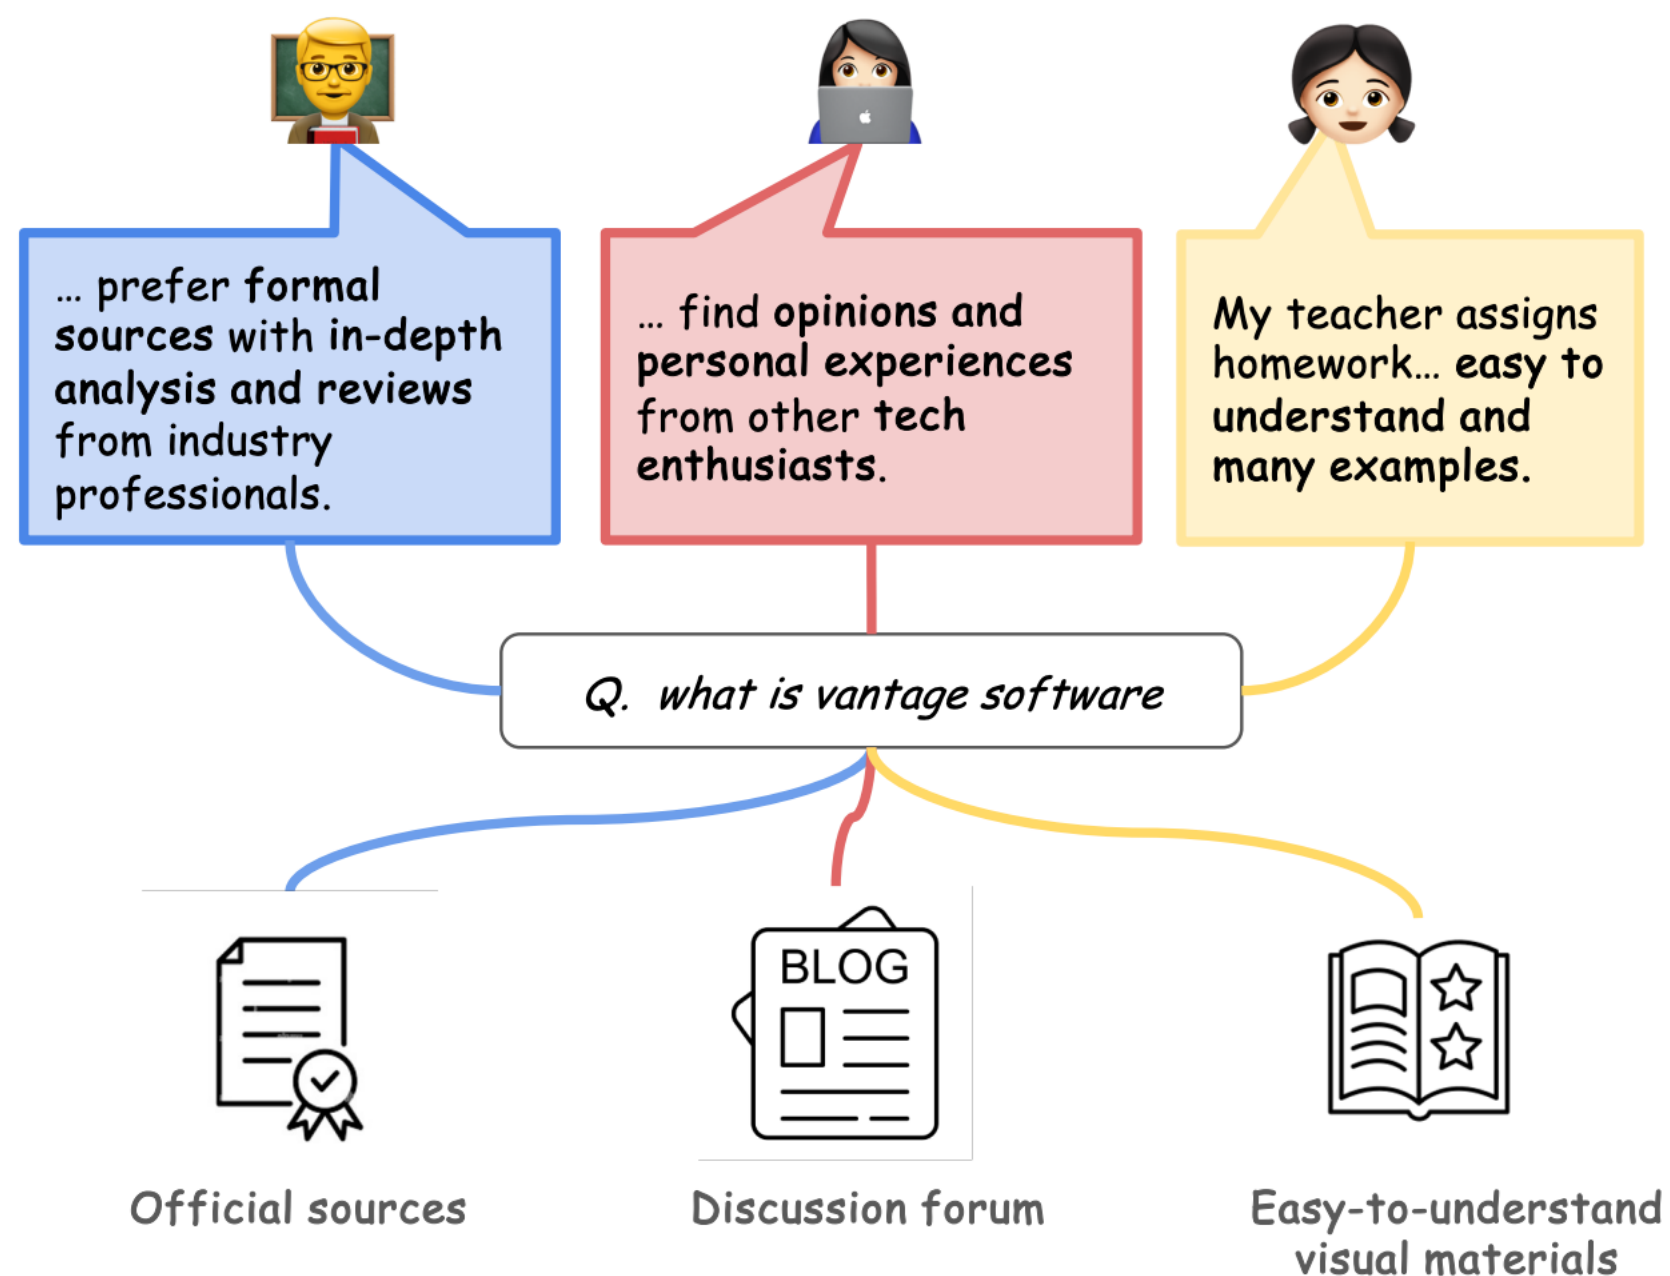 … prefer formal
sources with in-depth
analysis and reviews
from industry
professionals.
… find opinions and
personal experiences
from other tech
enthusiasts.
My teacher assigns
homework… easy to
understand and
many examples.
Q. what is vantage software
BLOG
Official sources
Discussion forum
Easy-to-understand
visual materials